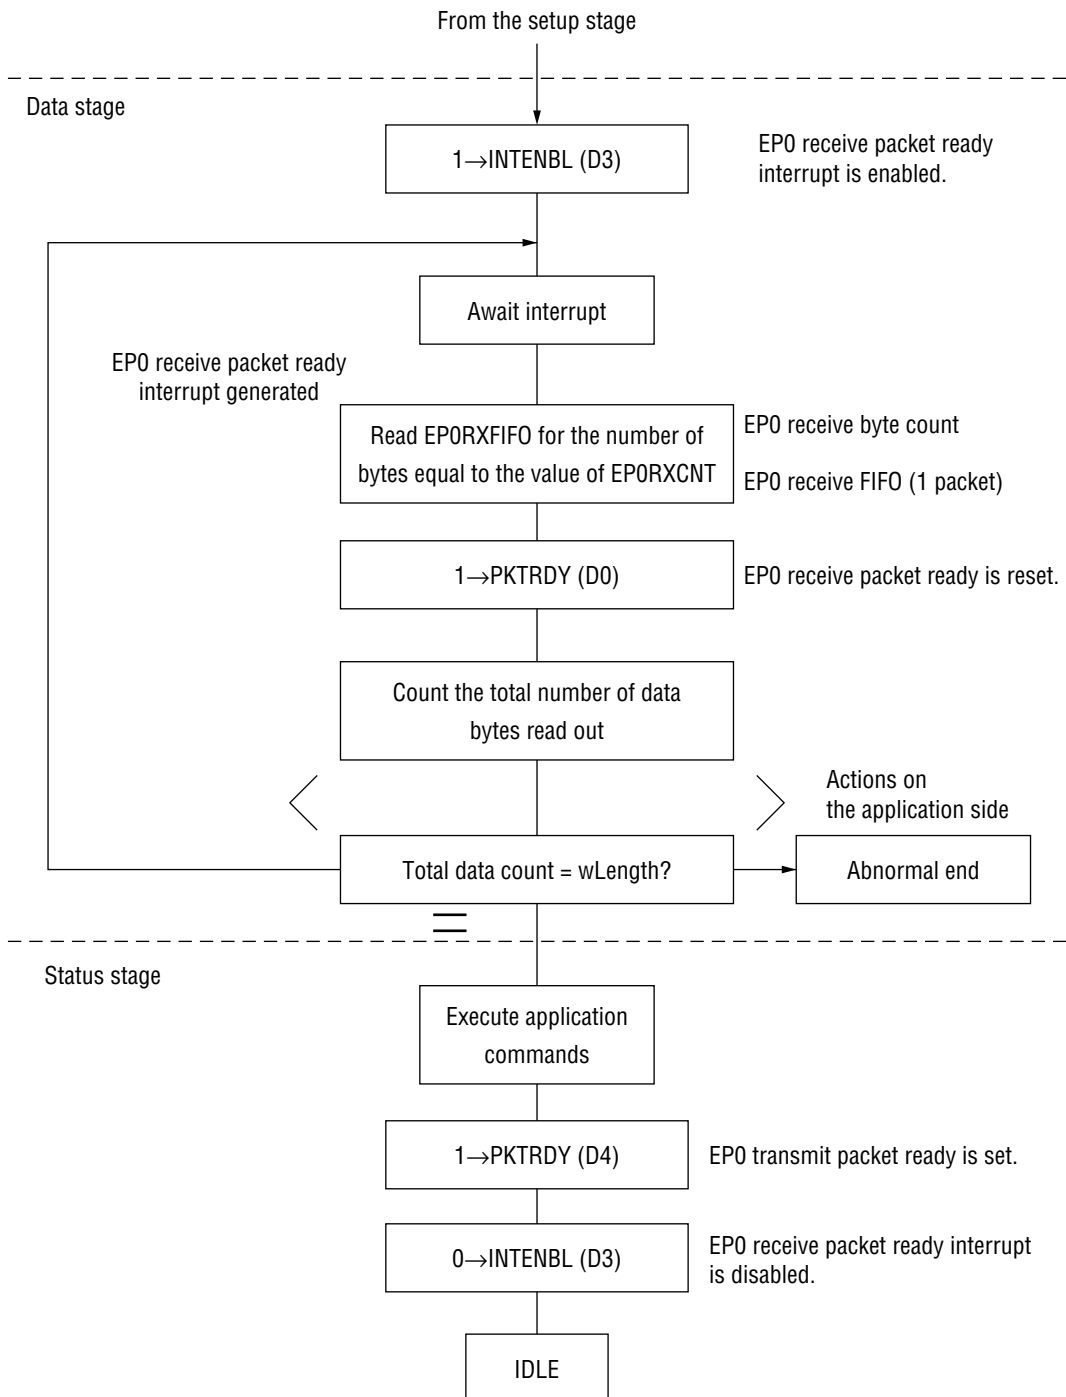 From the setup stage
Data stage
1→INTENBL (D3)
EP0 receive packet ready
interrupt is enabled.
Await interrupt
EP0 receive packet ready
interrupt generated
Read EP0RXFIFO for the number of
bytes equal to the value of EP0RXCNT
EP0 receive byte count
EP0 receive FIFO (1 packet)
1→PKTRDY (D0)
EP0 receive packet ready is reset.
Count the total number of data
bytes read out
<
>
Actions on
the application side
Total data count = wLength?
Abnormal end
=
Status stage
Execute application
commands
1→PKTRDY (D4)
EP0 transmit packet ready is set.
0→INTENBL (D3)
EP0 receive packet ready interrupt
is disabled.
IDLE